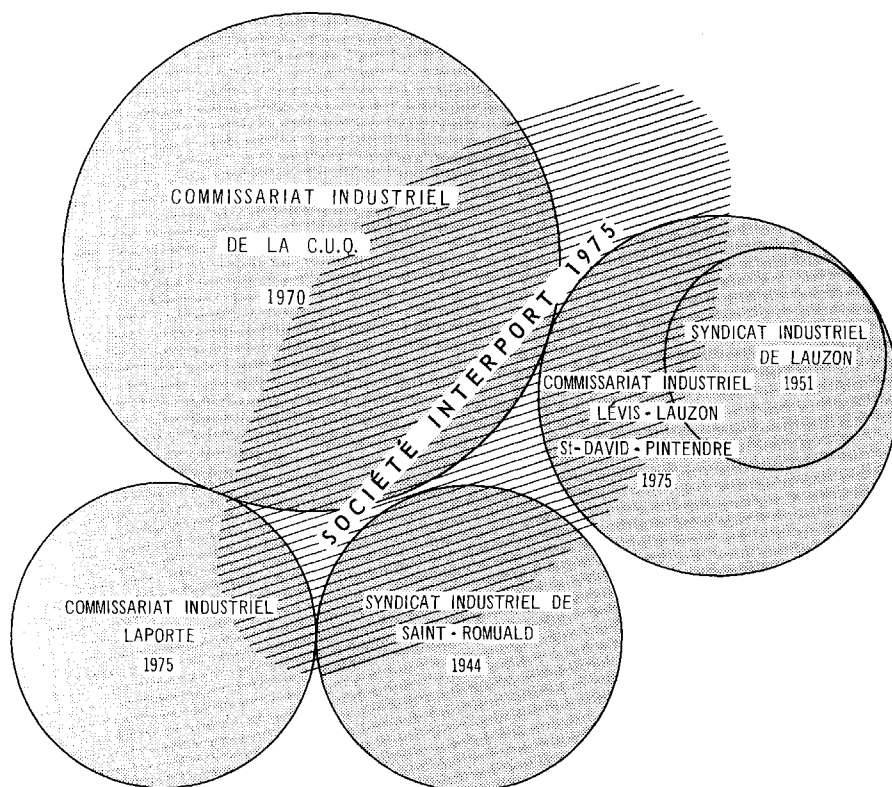 COMMISSARIAT INDUSTRIEL
DE LA C.U.Q.
1970
SOCIÉTÉ INTERPORT 1975
SYNDICAT INDUSTRIEL
DE LAUZON
1951
COMMISSARIAT INDUSTRIEL
LÉVIS - LAUZON
St-DAVID - PINTENDRE
1975
COMMISSARIAT INDUSTRIEL
LAPORTE
1975
SYNDICAT INDUSTRIEL DE
SAINT - ROMUALD
1944